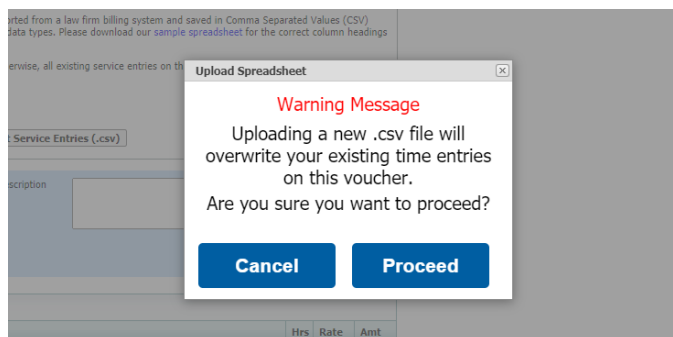 orted from a law firm billing system and saved in Comma Separated Values (CSV)
data types. Please download our sample spreadsheet for the correct column headings
erwise, all existing service entries on th
Upload Spreadsheet
Warning Message
Uploading a new .csv file will
overwrite your existing time entries
on this voucher.
Are you sure you want to proceed?
Cancel Proceed
t Service Entries (.csv)
scription
Hrs Rate Amt